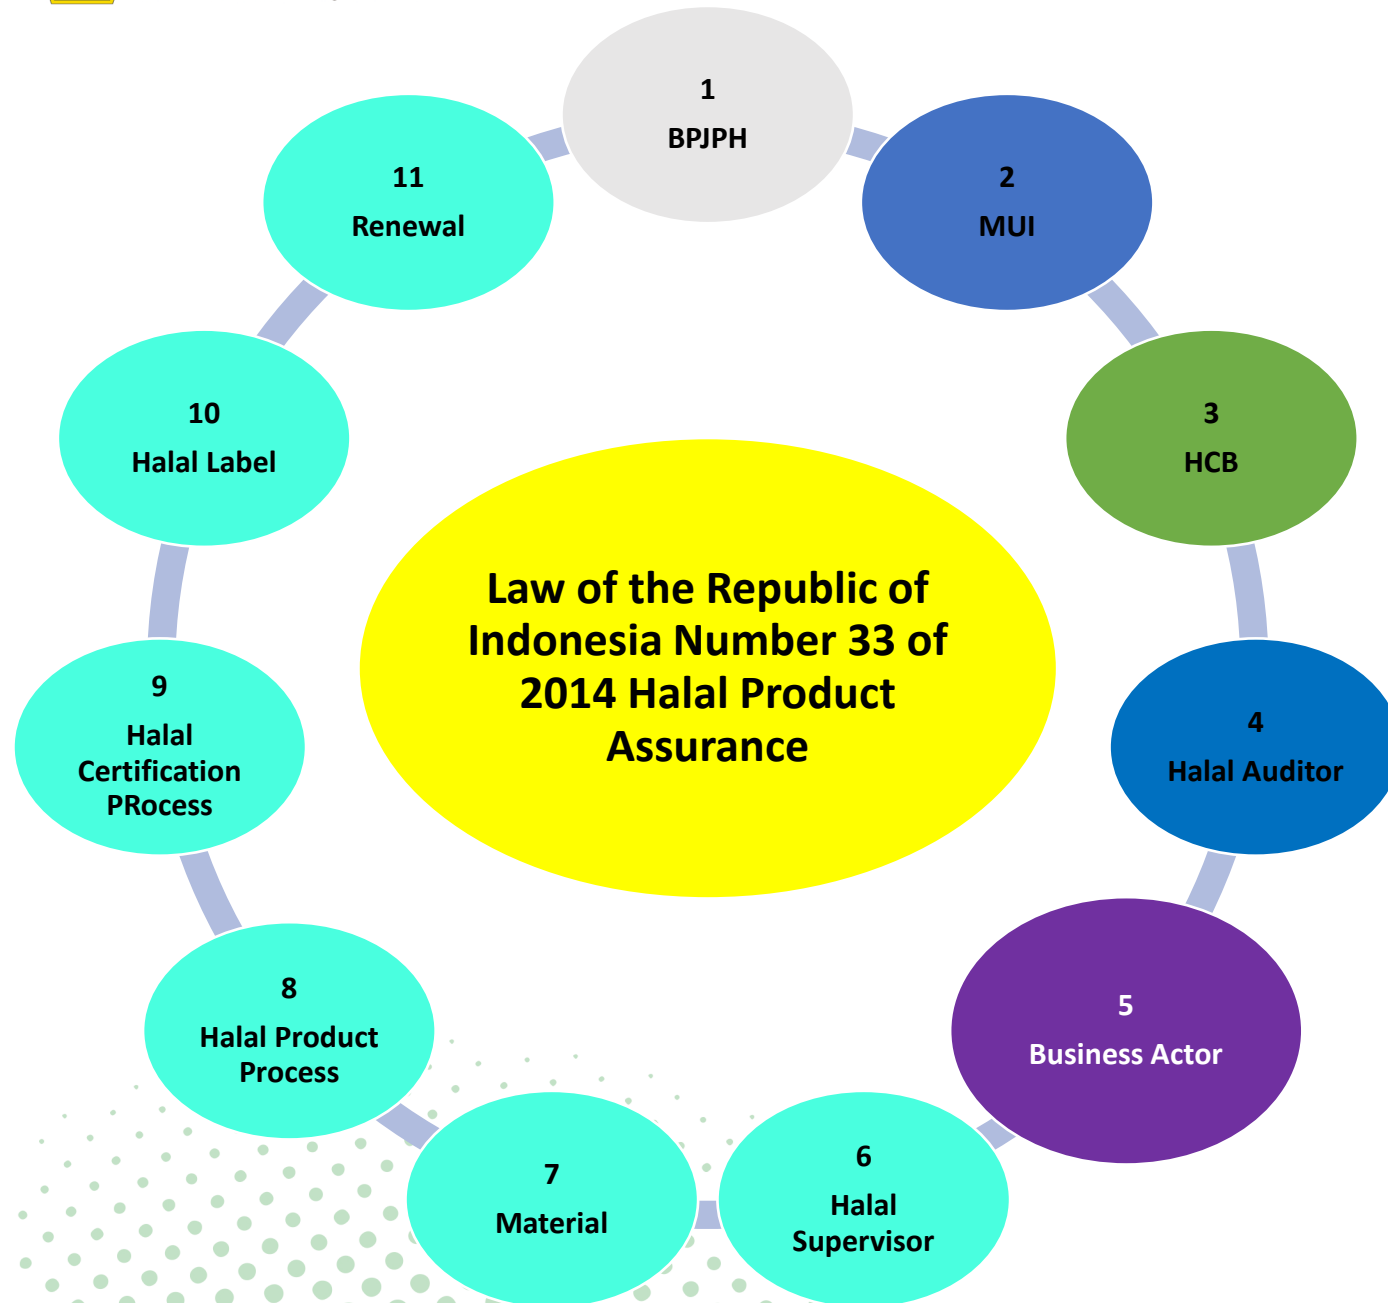 1
BPJPH
2
MUI
3
HCB
4
Halal Auditor
5
Business Actor
6
Halal
Supervisor
7
Material
8
Halal Product
Process
9
Halal
Certification
PRocess
10
Halal Label
11
Renewal
Law of the Republic of
Indonesia Number 33 of
2014 Halal Product
Assurance